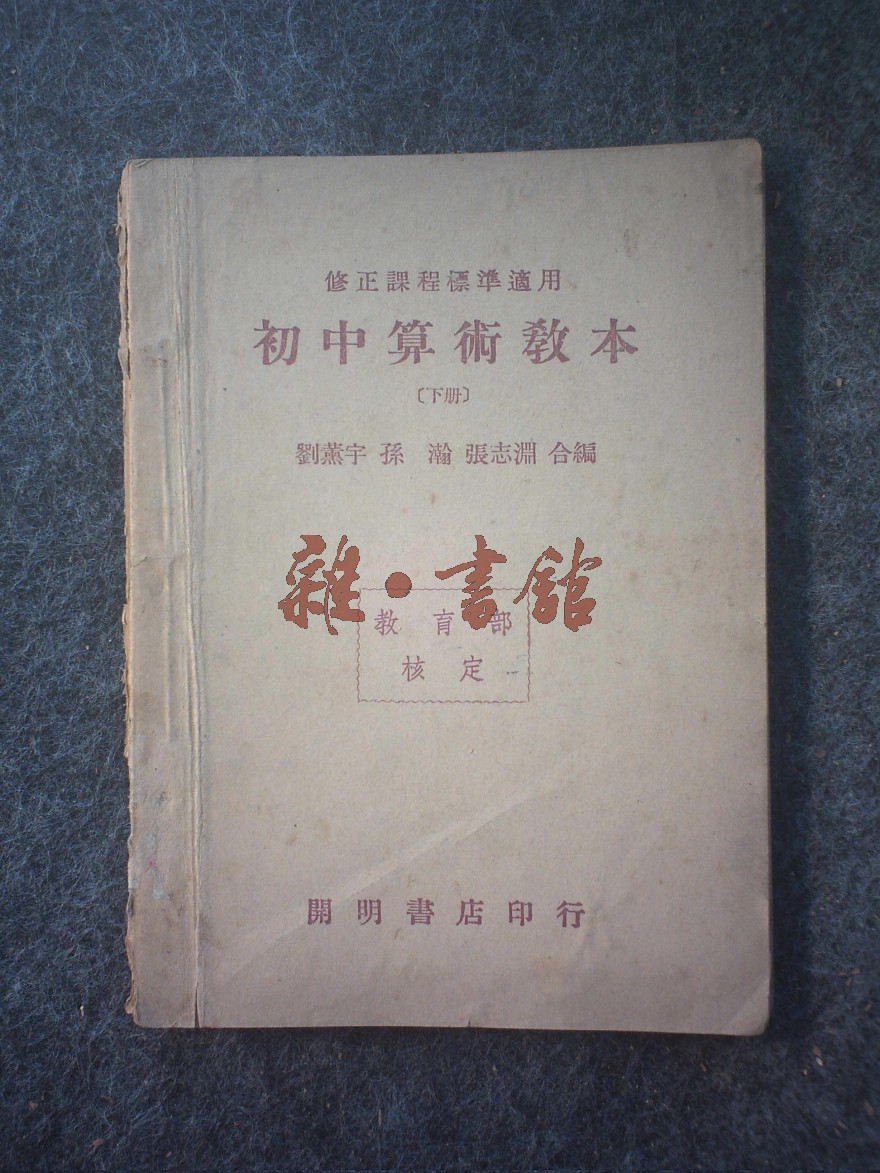 修正課程標準適用
初中算術教本
〔下册〕
劉薰宇 孫 瀚 張志淵 合編
雜·書館
教育部
核定
開明書店印行